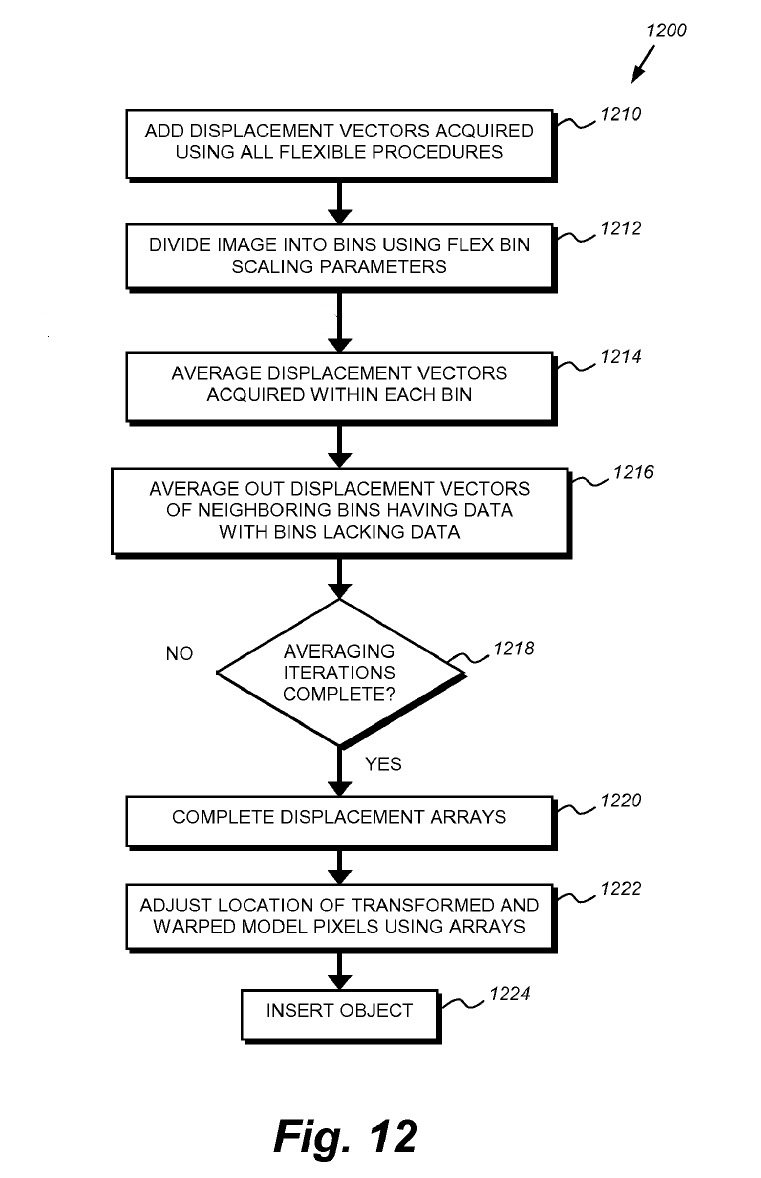 1200
ADD DISPLACEMENT VECTORS ACQUIRED
USING ALL FLEXIBLE PROCEDURES
1210
DIVIDE IMAGE INTO BINS USING FLEX BIN
SCALING PARAMETERS
1212
AVERAGE DISPLACEMENT VECTORS
ACQUIRED WITHIN EACH BIN
1214
AVERAGE OUT DISPLACEMENT VECTORS
OF NEIGHBORING BINS HAVING DATA
WITH BINS LACKING DATA
1216
NO
AVERAGING
ITERATIONS
COMPLETE?
1218
YES
COMPLETE DISPLACEMENT ARRAYS
1220
ADJUST LOCATION OF TRANSFORMED AND
WARPED MODEL PIXELS USING ARRAYS
1222
INSERT OBJECT
1224
Fig. 12